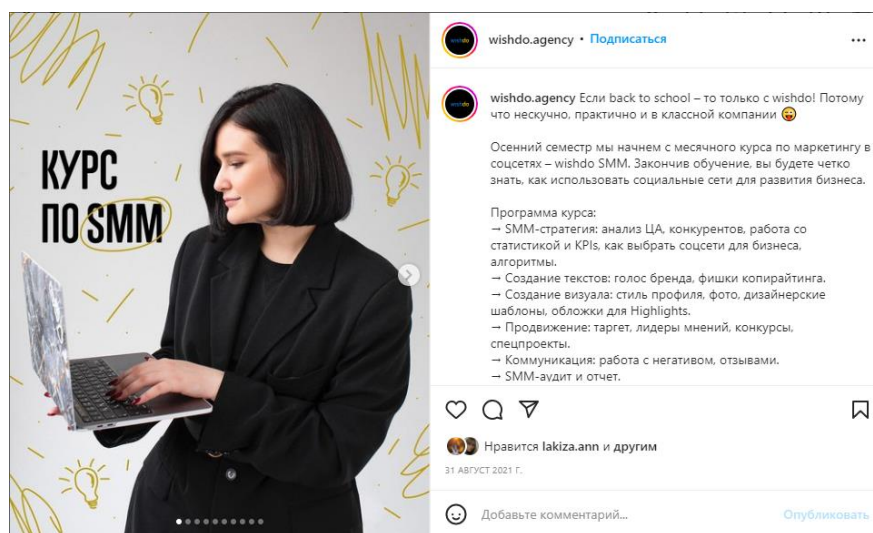 КУРС
ПО SMM
wishdo
wishdo.agency • Подписаться
wishdo
wishdo.agency Если back to school – то только с wishdo! Потому
что нескучно, практично и в классной компании 😜
Осенний семестр мы начнем с месячного курса по маркетингу в
соцсетях – wishdo SMM. Закончив обучение, вы будете четко
знать, как использовать социальные сети для развития бизнеса.
Программа курса:
→ SMM-стратегия: анализ ЦА, конкурентов, работа со
статистикой и KPIs, как выбрать соцсети для бизнеса,
алгоритмы.
→ Создание текстов: голос бренда, фишки копирайтинга.
→ Создание визуала: стиль профиля, фото, дизайнерские
шаблоны, обложки для Highlights.
→ Продвижение: таргет, лидеры мнений, конкурсы,
спецпроекты.
→ Коммуникация: работа с негативом, отзывами.
→ SMM-аудит и отчет.
Нравится lakiza.ann и другим
31 АВГУСТ 2021 Г.
Добавьте комментарий... Опубликовать